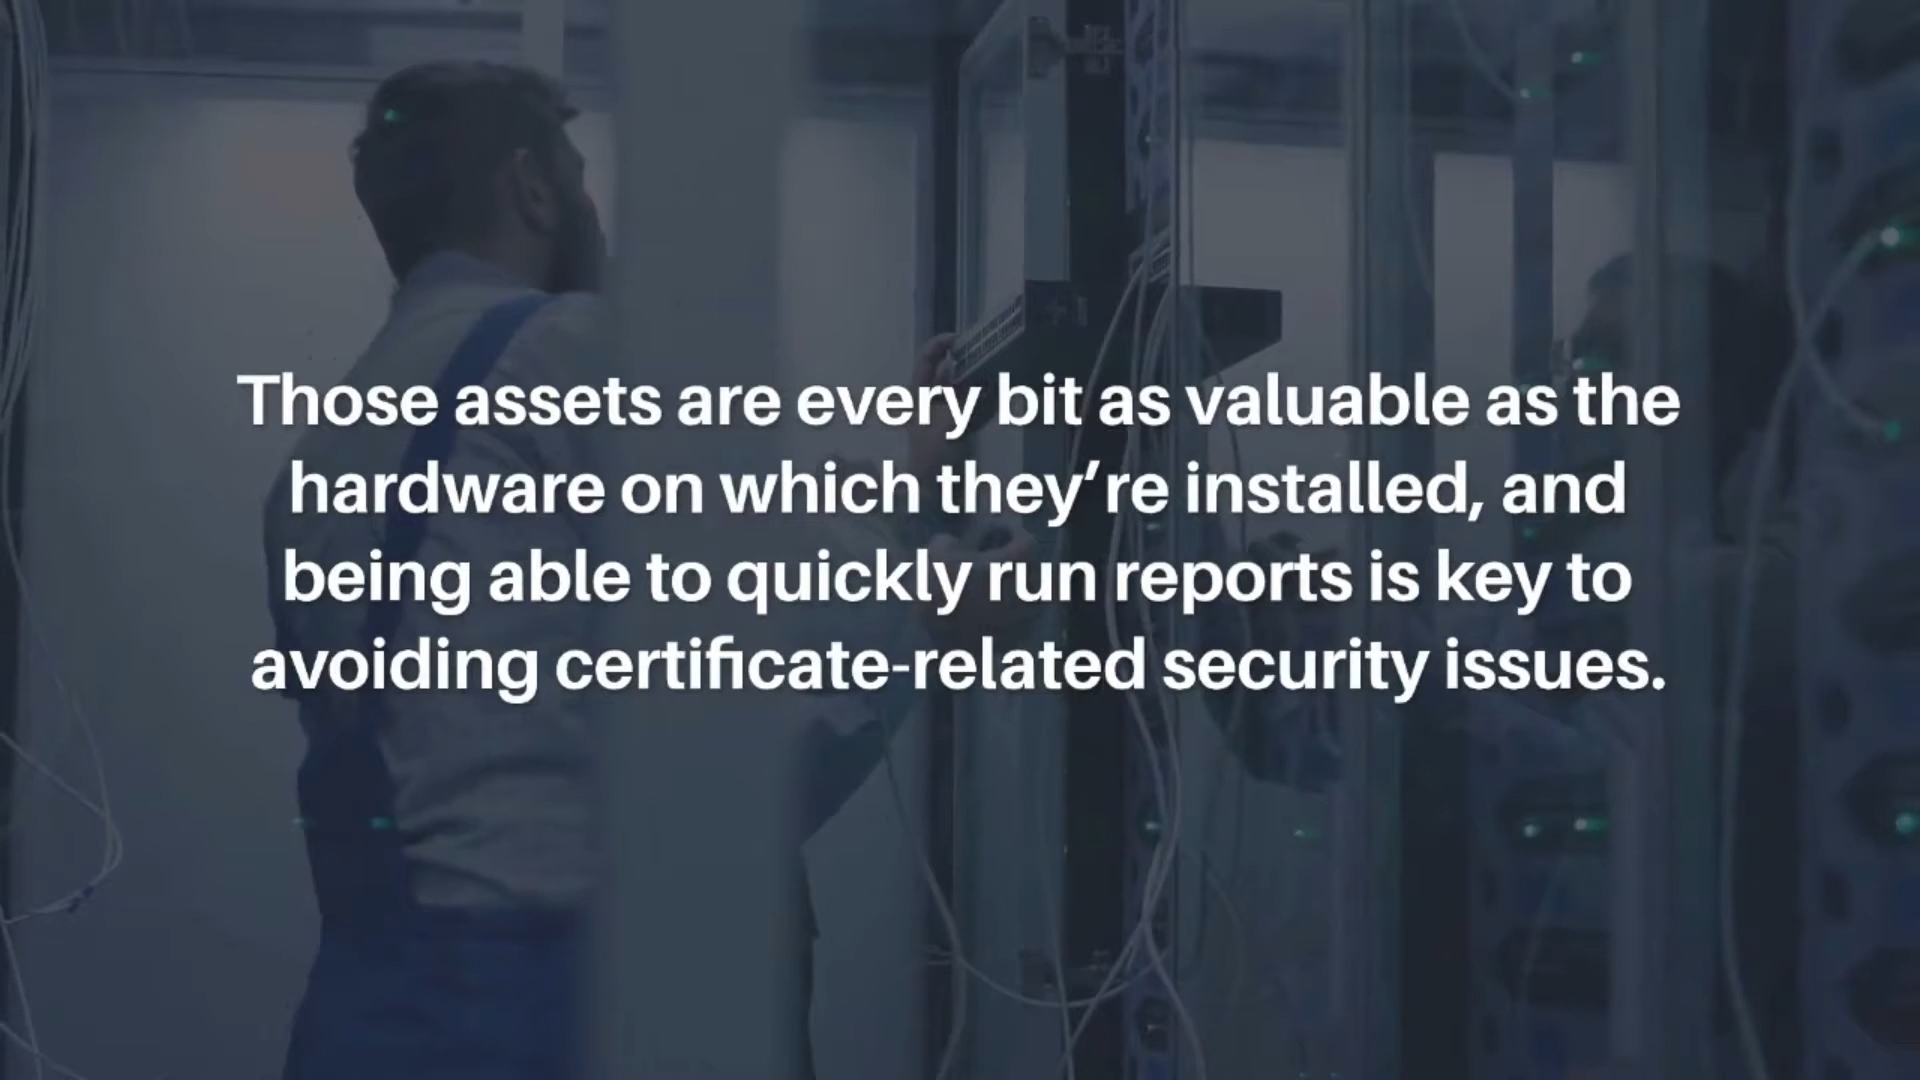 Those assets are every bit as valuable as the
hardware on which they’re installed, and
being able to quickly run reports is key to
avoiding certificate-related security issues.